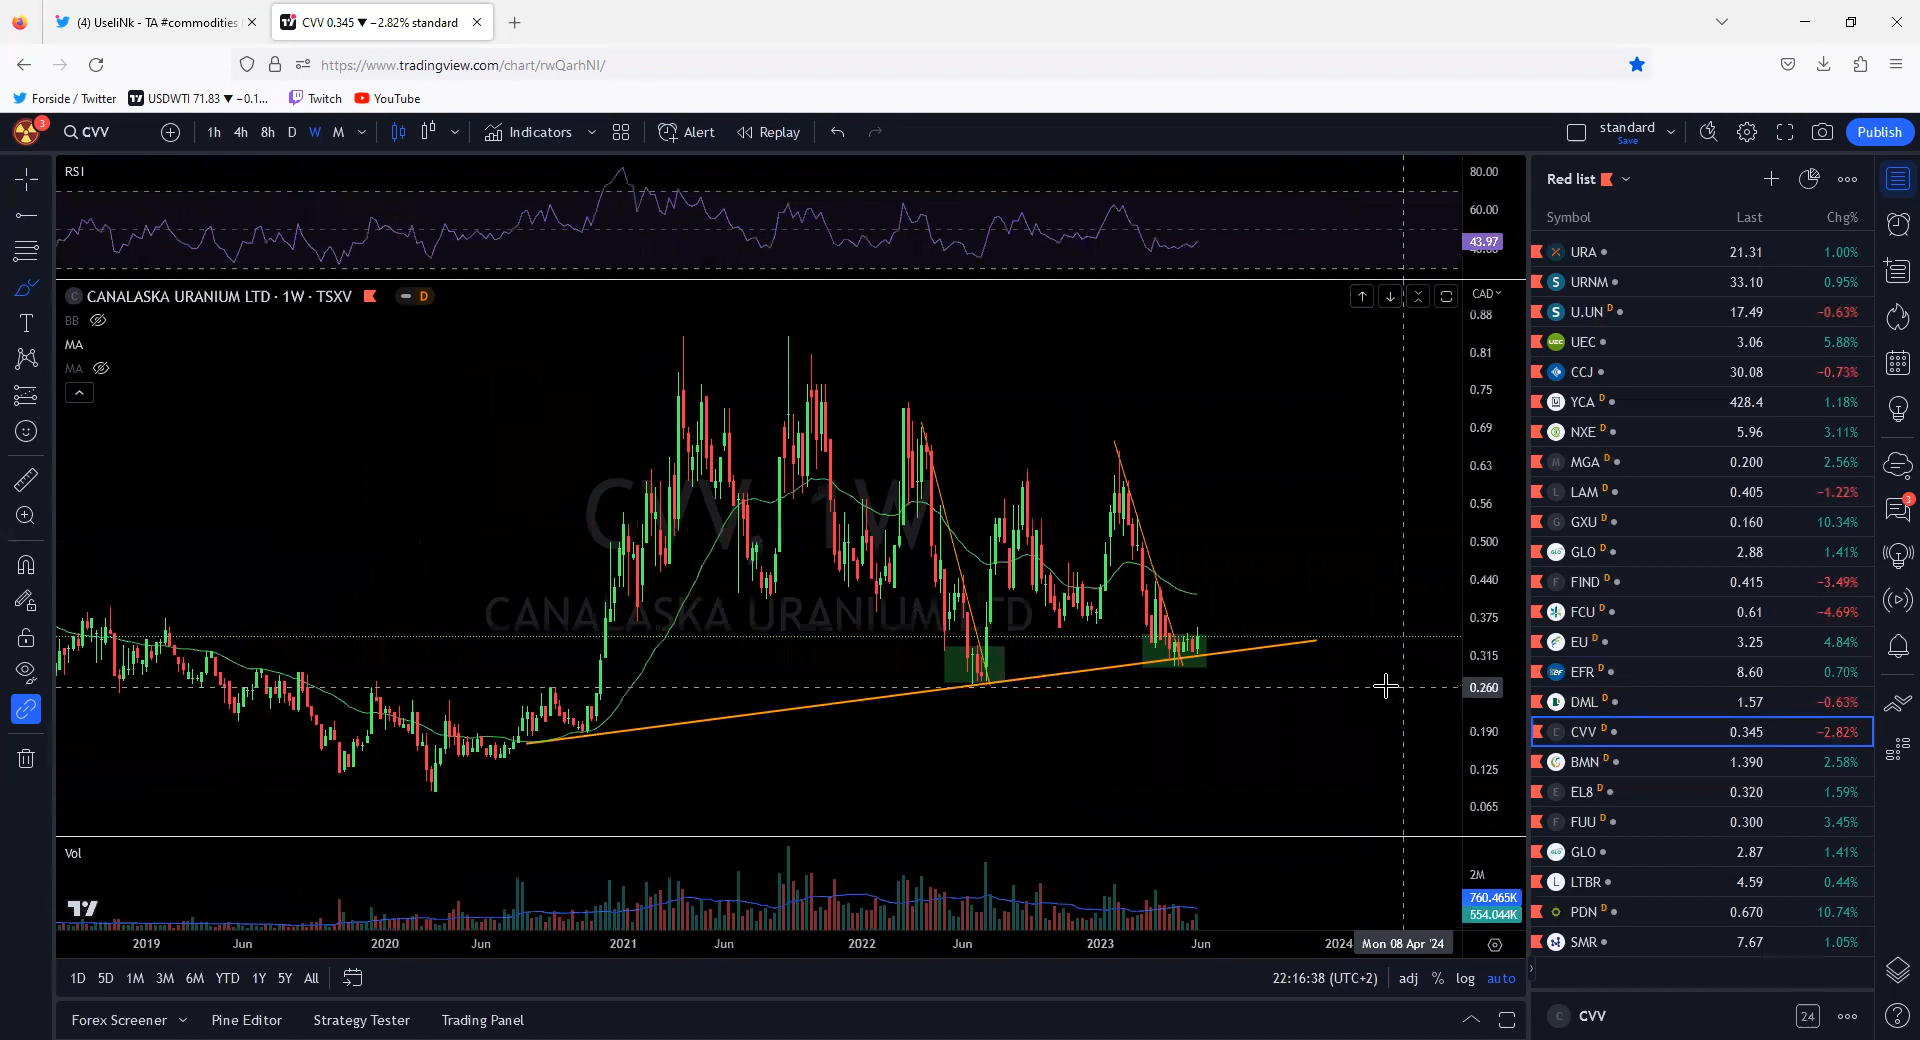 (4) UseliNk - TA #commodities
CVV 0.345 ▼ −2.82% standard
https://www.tradingview.com/chart/rwQarhNI/
Forside / Twitter
USDWTI 71.83 ▼ −0.1...
Twitch
YouTube
3
CVV
1h 4h 8h D W M
Indicators
Alert
Replay
standard
Save
Publish
RSI
80.00
60.00
43.97
CANALASKA URANIUM LTD · 1W · TSXV
D
BB
MA
MA
CAD
0.88
0.81
0.75
0.69
0.63
0.56
0.500
0.440
0.375
0.315
0.260
0.190
0.125
0.065
CVV, 1W
CANALASKA URANIUM LTD
Vol
2M
760.465K
554.044K
2019 Jun 2020 Jun 2021 Jun 2022 Jun 2023 Jun 2024 Mon 08 Apr '24
1D 5D 1M 3M 6M YTD 1Y 5Y All
22:16:38 (UTC+2) adj % log auto
Forex Screener Pine Editor Strategy Tester Trading Panel
Red list
Symbol Last Chg%
URA 21.31 1.00%
URNM 33.10 0.95%
U.UN D 17.49 −0.63%
UEC 3.06 5.88%
CCJ 30.08 −0.73%
YCA D 428.4 1.18%
NXE D 5.96 3.11%
MGA D 0.200 2.56%
LAM D 0.405 −1.22%
GXU D 0.160 10.34%
GLO D 2.88 1.41%
FIND D 0.415 −3.49%
FCU D 0.61 −4.69%
EU D 3.25 4.84%
EFR D 8.60 0.70%
DML D 1.57 −0.63%
CVV D 0.345 −2.82%
BMN D 1.390 2.58%
EL8 D 0.320 1.59%
FUU D 0.300 3.45%
GLO 2.87 1.41%
LTBR 4.59 0.44%
PDN D 0.670 10.74%
SMR 7.67 1.05%
CVV
24
3